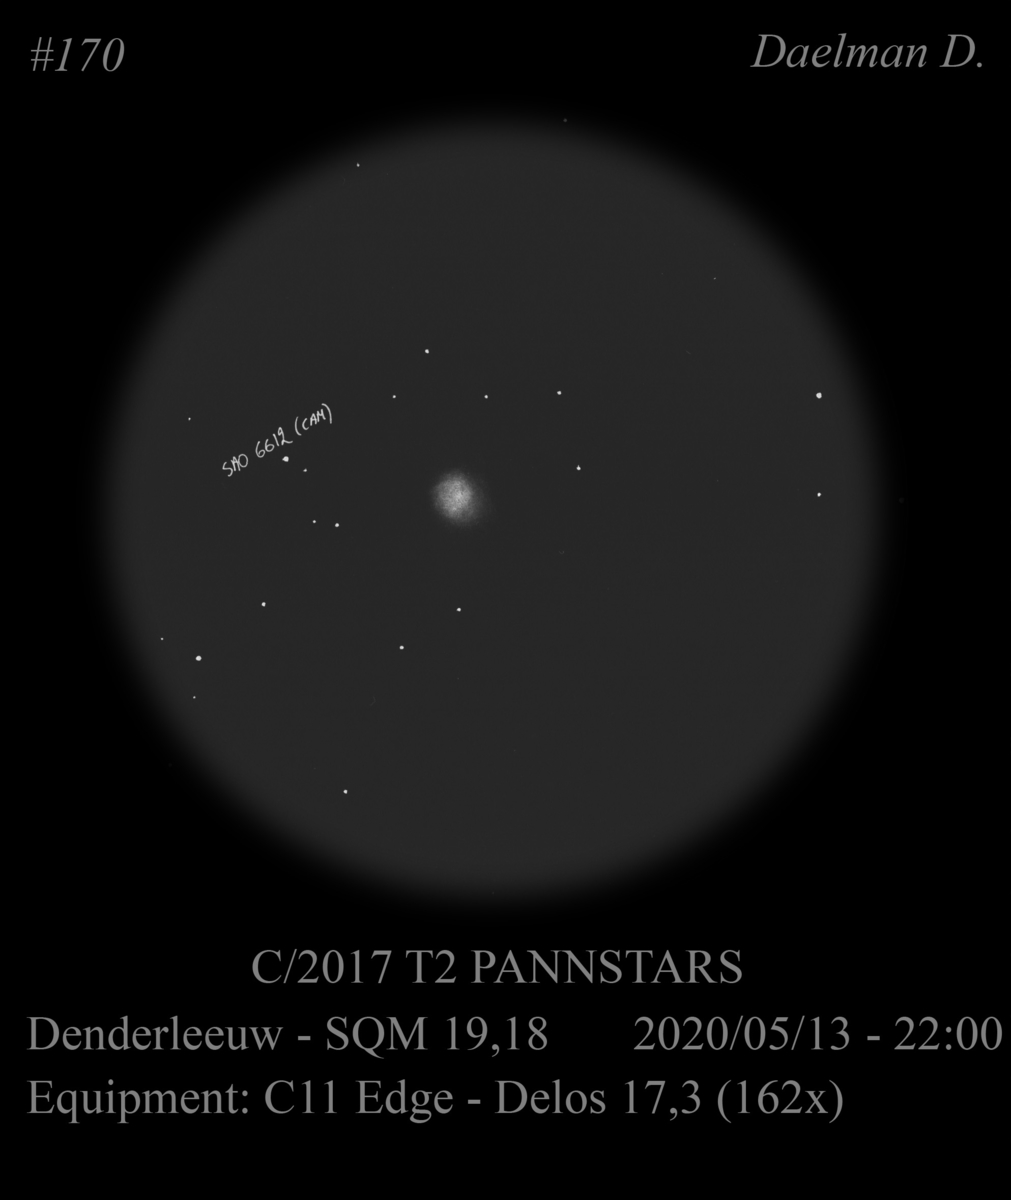 #170
Daelman D.
SAO 6612 (CAM)
C/2017 T2 PANNSTARS
Denderleeuw - SQM 19,18 2020/05/13 - 22:00
Equipment: C11 Edge - Delos 17,3 (162x)